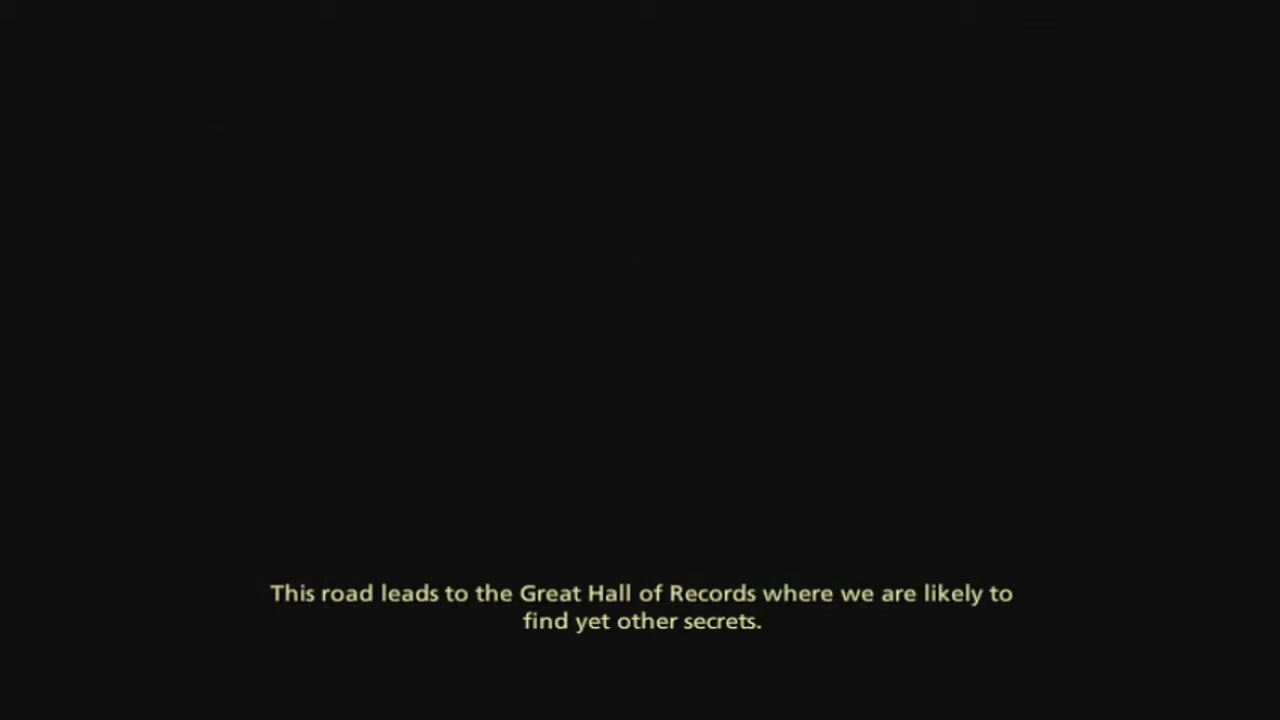 This road leads to the Great Hall of Records where we are likely to
find yet other secrets.